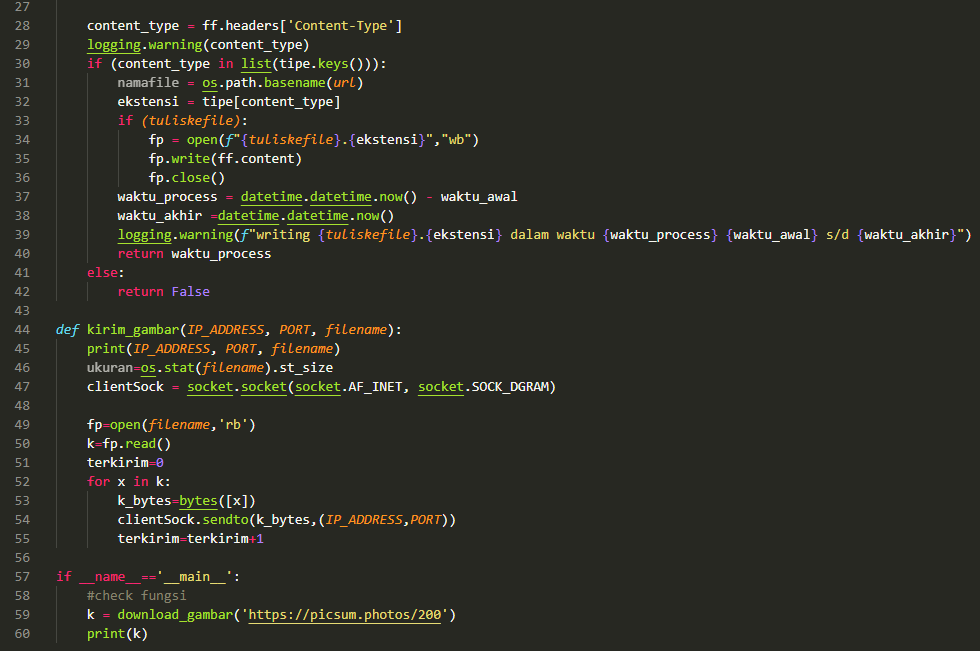 27
28 content_type = ff.headers['Content-Type']
29 logging.warning(content_type)
30 if (content_type in list(tipe.keys())):
31 namafile = os.path.basename(url)
32 ekstensi = tipe[content_type]
33 if (tuliskefile):
34 fp = open(f"{tuliskefile}.{ekstensi}","wb")
35 fp.write(ff.content)
36 fp.close()
37 waktu_process = datetime.datetime.now() - waktu_awal
38 waktu_akhir =datetime.datetime.now()
39 logging.warning(f"writing {tuliskefile}.{ekstensi} dalam waktu {waktu_process} {waktu_awal} s/d {waktu_akhir}")
40 return waktu_process
41 else:
42 return False
43
44 def kirim_gambar(IP_ADDRESS, PORT, filename):
45 print(IP_ADDRESS, PORT, filename)
46 ukuran=os.stat(filename).st_size
47 clientSock = socket.socket(socket.AF_INET, socket.SOCK_DGRAM)
48
49 fp=open(filename,'rb')
50 k=fp.read()
51 terkirim=0
52 for x in k:
53 k_bytes=bytes([x])
54 clientSock.sendto(k_bytes,(IP_ADDRESS,PORT))
55 terkirim=terkirim+1
56
57 if __name__=='__main__':
58 #check fungsi
59 k = download_gambar('https://picsum.photos/200')
60 print(k)